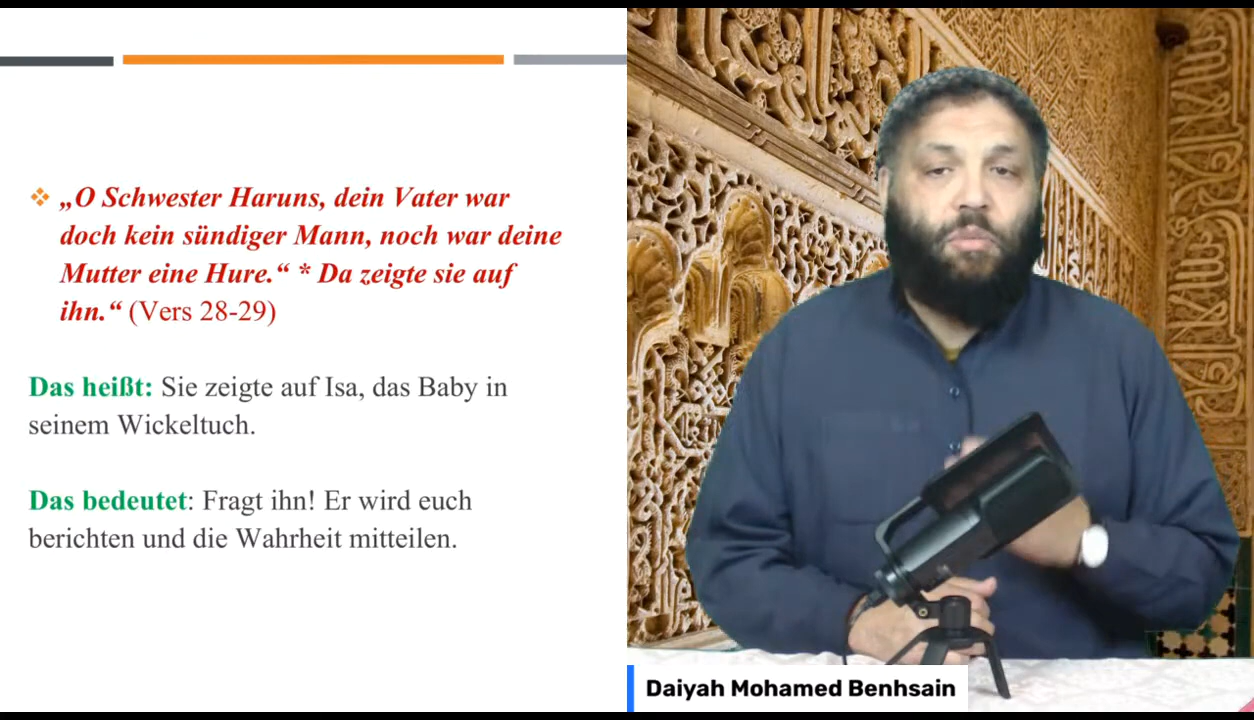 „O Schwester Haruns, dein Vater war
doch kein sündiger Mann, noch war deine
Mutter eine Hure.“ * Da zeigte sie auf
ihn.“ (Vers 28-29)
Das heißt: Sie zeigte auf Isa, das Baby in
seinem Wickeltuch.
Das bedeutet: Fragt ihn! Er wird euch
berichten und die Wahrheit mitteilen.
Daiyah Mohamed Benhsain